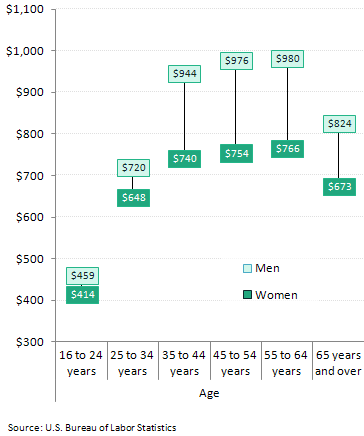 $1,100
$1,000
$900
$800
$700
$600
$500
$400
$300
$459
$414
$720
$648
$944
$740
$976
$754
$980
$766
$824
$673
Men
Women
16 to 24 years
25 to 34 years
35 to 44 years
45 to 54 years
55 to 64 years
65 years and over
Age
Source: U.S. Bureau of Labor Statistics